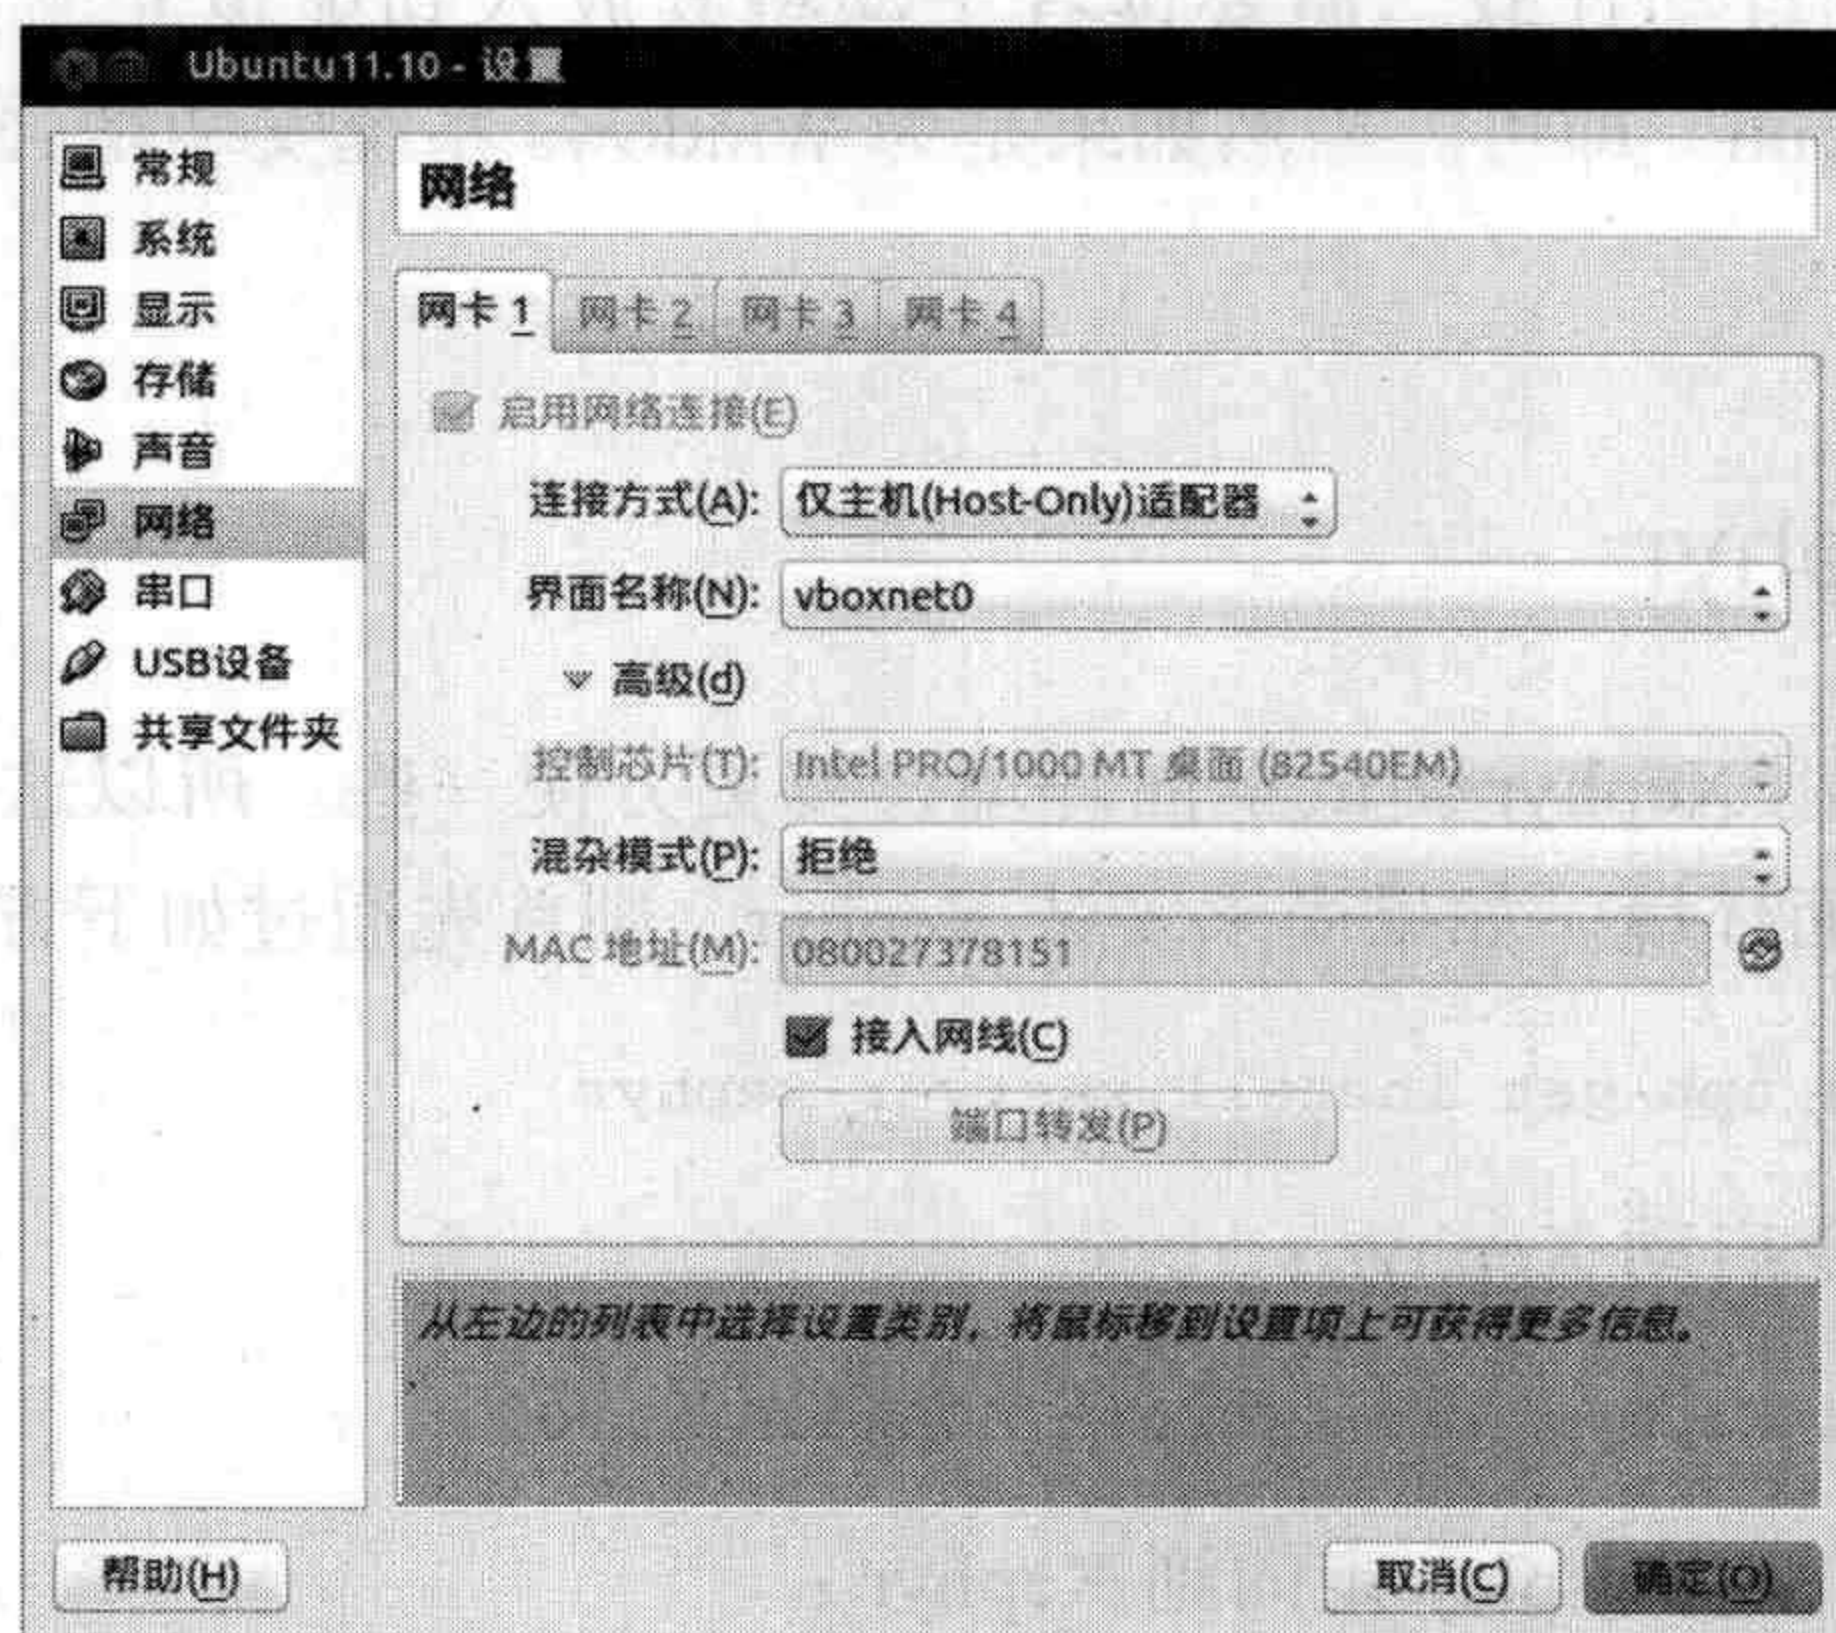 Ubuntu11.10 - 设置
常规
系统
显示
存储
声音
网络
串口
USB设备
共享文件夹
网络
网卡 1 网卡 2 网卡 3 网卡 4
启用网络连接(E)
连接方式(A): 仅主机(Host-Only)适配器
界面名称(N): vboxnet0
高级(d)
控制芯片(T): Intel PRO/1000 MT 桌面 (82540EM)
混杂模式(P): 拒绝
MAC 地址(M): 080027378151
接入网线(C)
端口转发(P)
从左边的列表中选择设置类别，将鼠标移到设置项上可获得更多信息。
帮助(H) 取消(C) 确定(O)